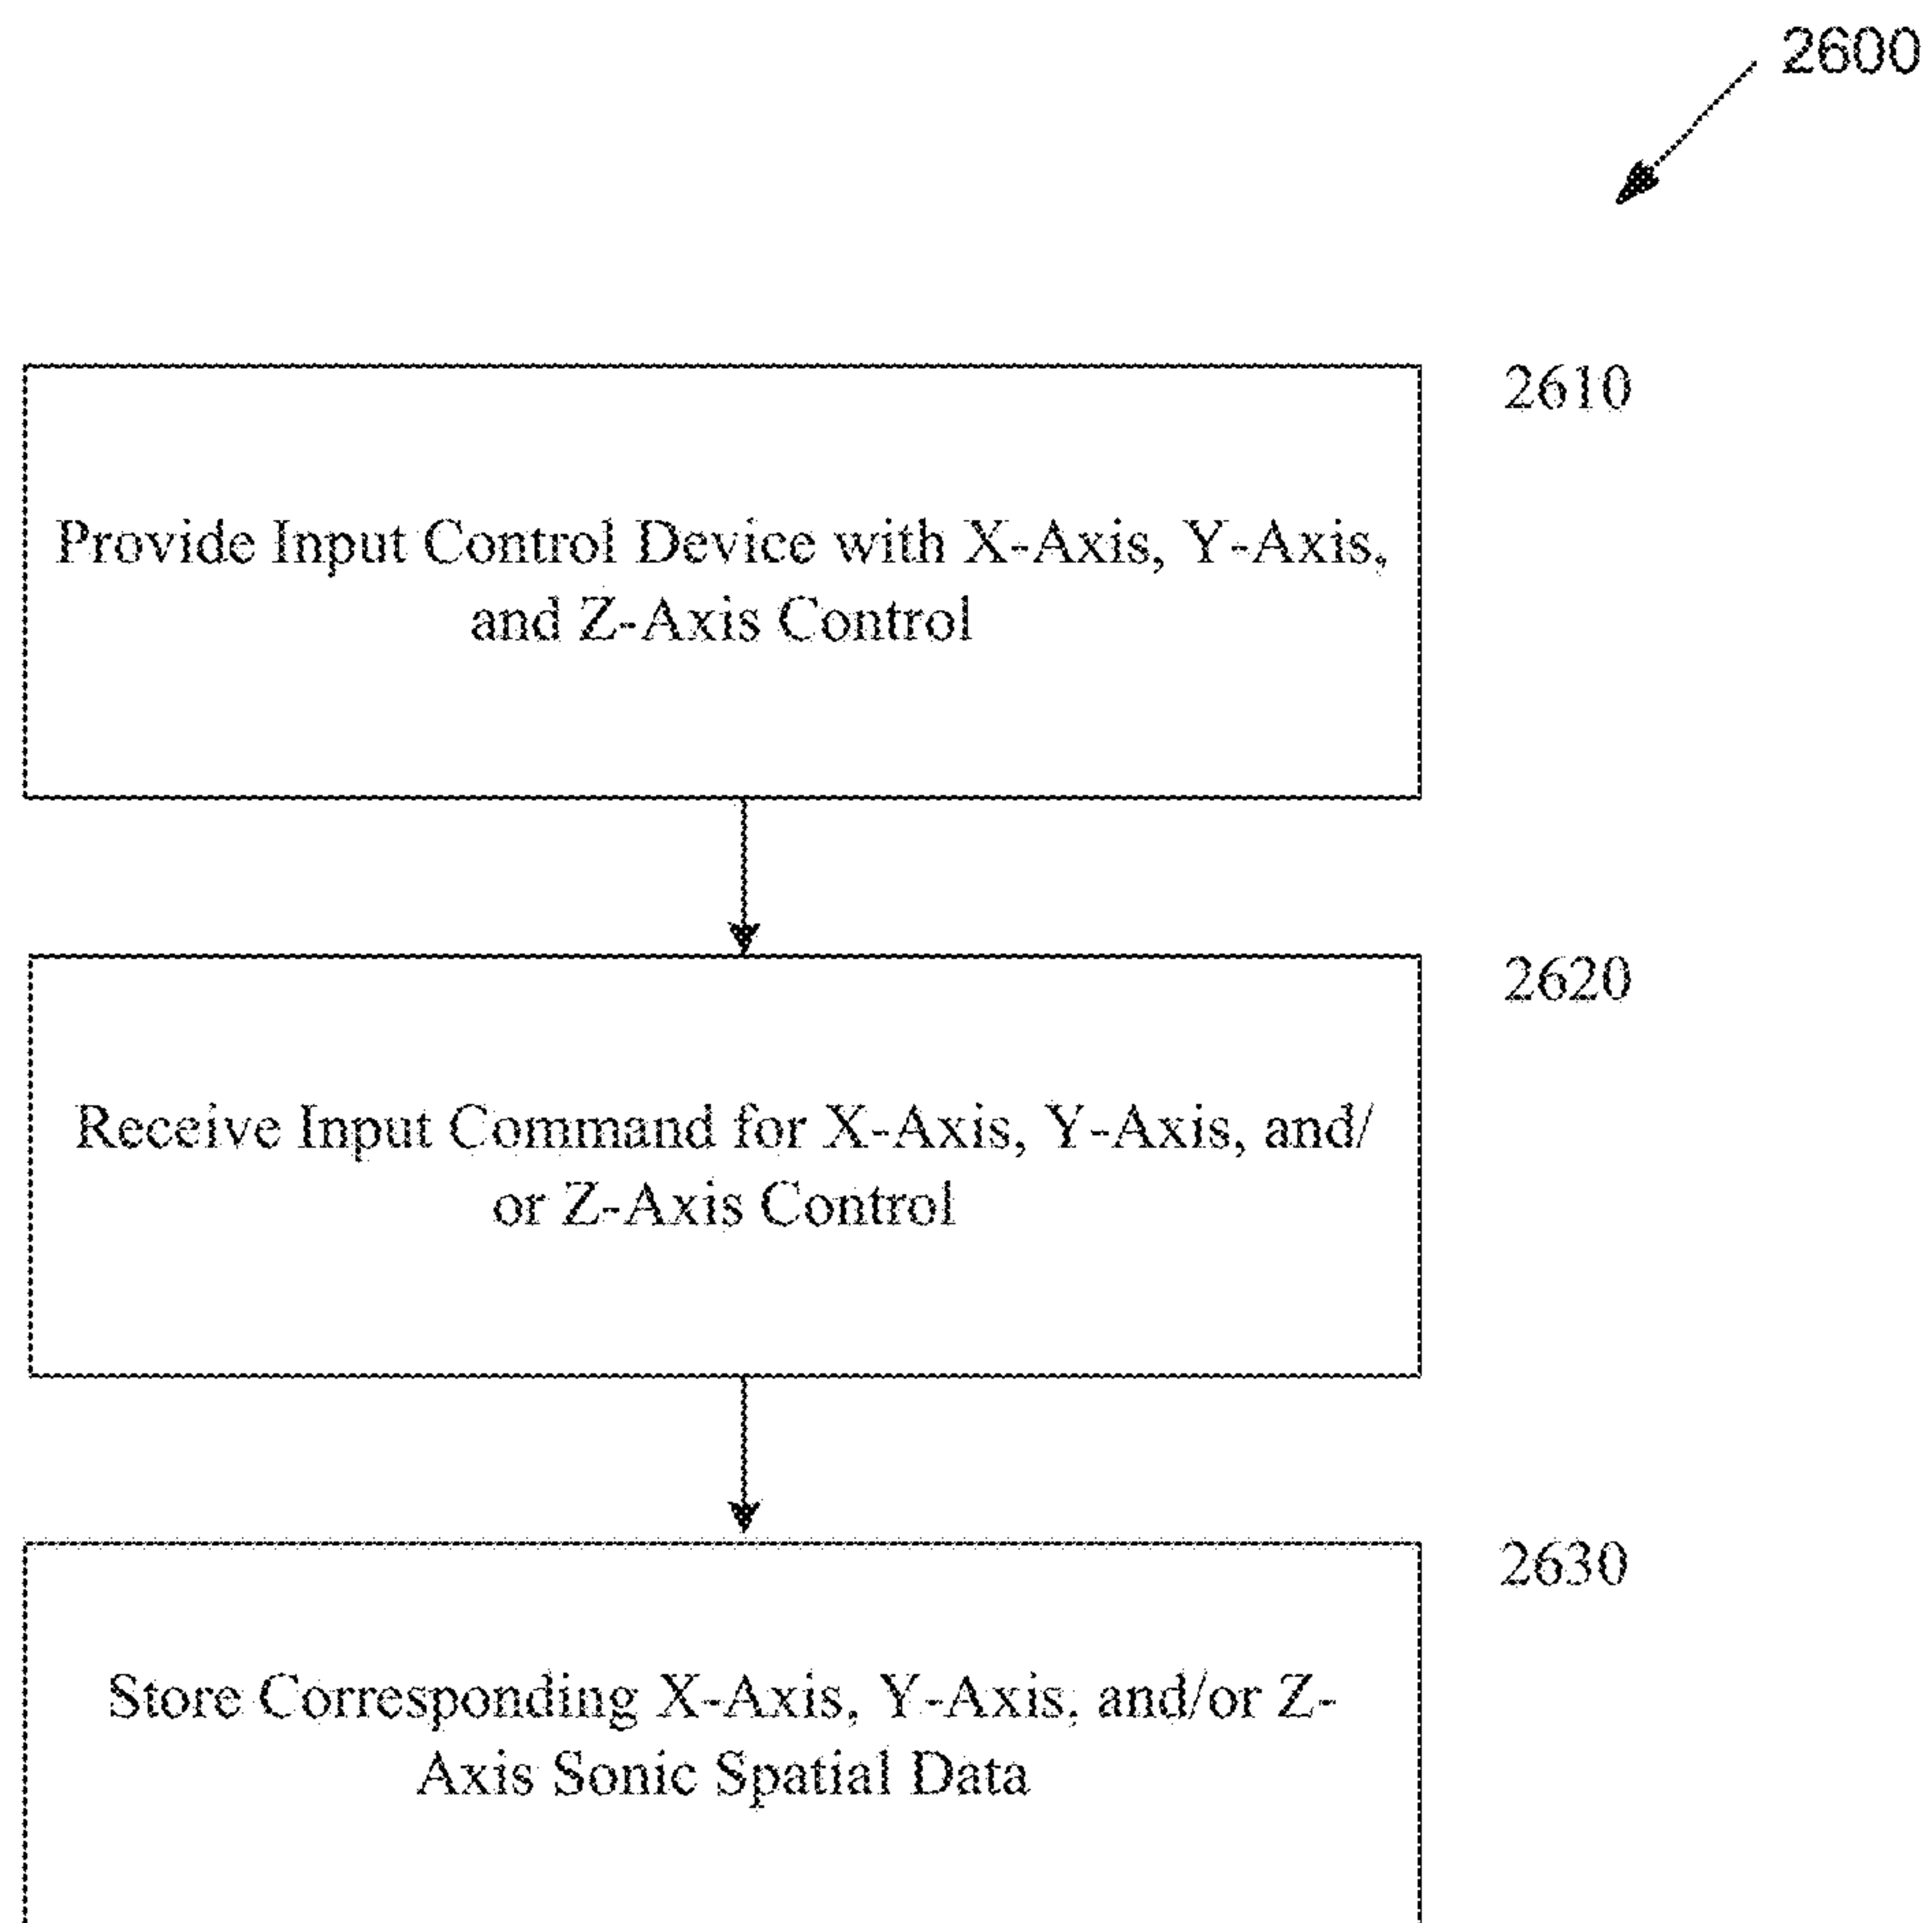 2600
2610
Provide Input Control Device with X-Axis, Y-Axis,
and Z-Axis Control
2620
Receive Input Command for X-Axis, Y-Axis, and/
or Z-Axis Control
2630
Store Corresponding X-Axis, Y-Axis, and/or Z-
Axis Sonic Spatial Data